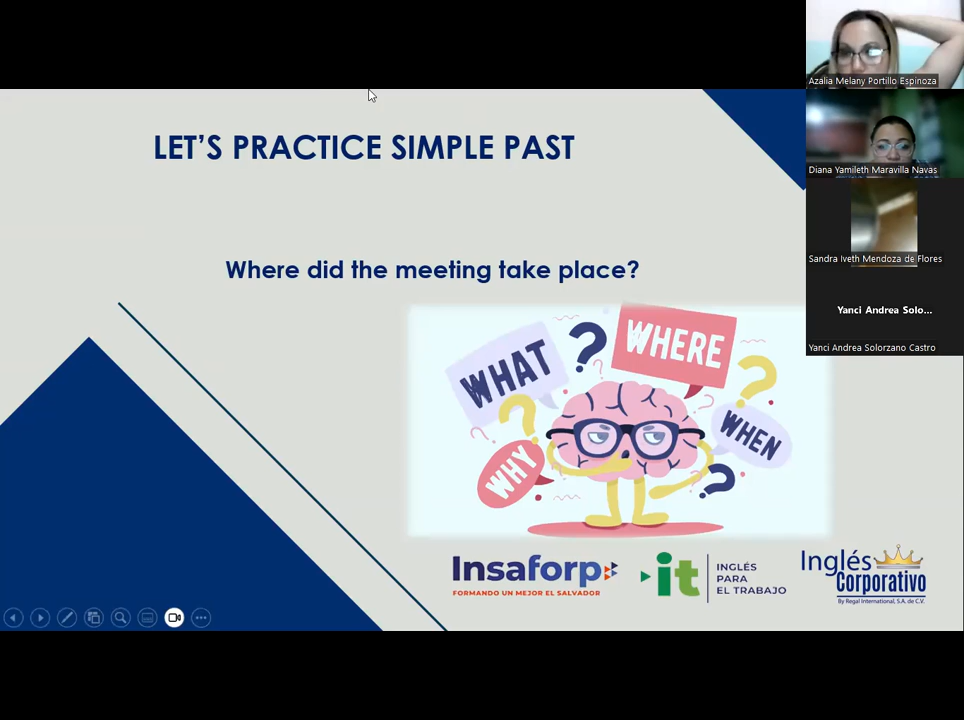 Azalia Melany Portillo Espinoza
LET'S PRACTICE SIMPLE PAST
Diana Yamileth Maravilla Navas
Where did the meeting take place?
Sandra Iveth Mendoza de Flores
Yanci Andrea Solo...
Yanci Andrea Solorzano Castro
WHAT
?
WHERE
?
?
WHEN
WHY
?
Insaforp
FORMANDO UN MEJOR EL SALVADOR
it
INGLÉS
PARA
EL TRABAJO
Inglés
Corporativo
By Regal International, S.A. de C.V.